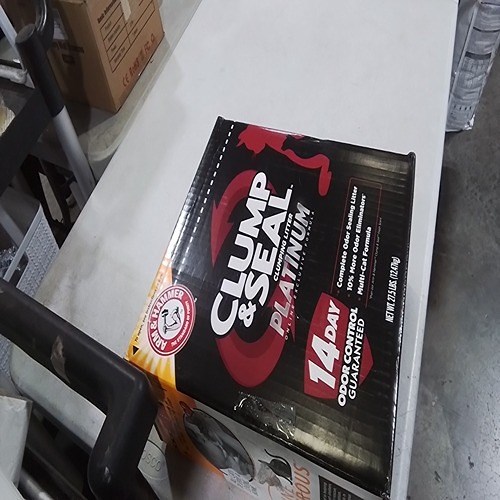 ARM & HAMMER
CLUMP
& SEAL
CLUMPING LITTER
PLATINUM
14 DAY
ODOR CONTROL
GUARANTEED
Complete Odor Sealing Litter
10% More Odor Eliminators
Multi-Cat Formula
NET WT. 27.5 LBS (12.47kg)